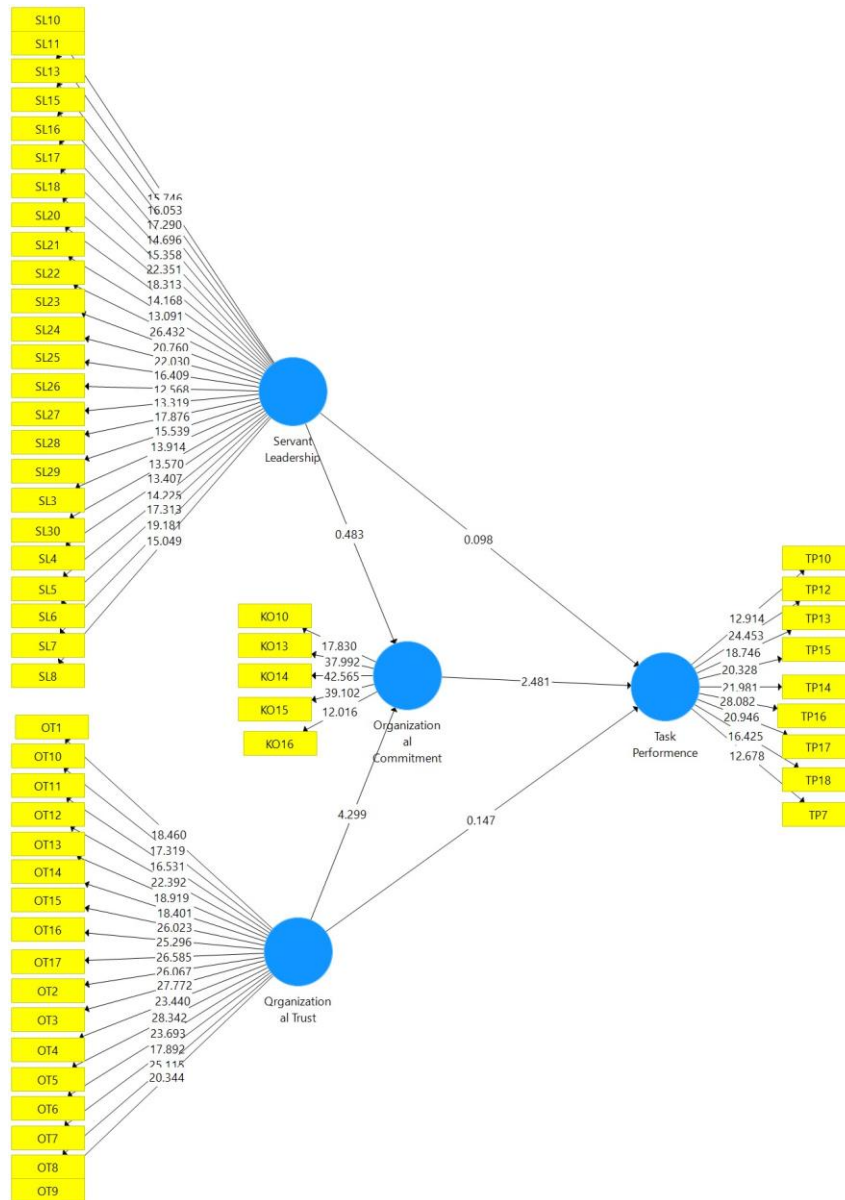 SL10
SL11
SL13
SL15
SL16
SL17
SL18
SL20
SL21
SL22
SL23
SL24
SL25
SL26
SL27
SL28
SL29
SL3
SL30
SL4
SL5
SL6
SL7
SL8
15.746
16.053
17.290
14.696
15.358
22.351
18.313
14.168
13.091
26.432
20.760
22.030
16.409
12.568
13.319
17.876
15.539
13.914
13.570
13.407
14.225
17.313
19.181
15.049
Servant
Leadership
0.483
0.098
KO10
KO13
KO14
KO15
KO16
17.830
37.992
42.565
39.102
12.016
Organization
al
Commitment
2.481
Task
Performence
12.914
24.453
18.746
20.328
21.981
28.082
20.946
16.425
12.678
TP10
TP12
TP13
TP15
TP14
TP16
TP17
TP18
TP7
4.299
0.147
OT1
OT10
OT11
OT12
OT13
OT14
OT15
OT16
OT17
OT2
OT3
OT4
OT5
OT6
OT7
OT8
OT9
18.460
17.319
16.531
22.392
18.919
18.401
26.023
25.296
26.585
26.067
27.772
23.440
28.342
23.693
17.892
25.115
20.344
Qrganization
al Trust